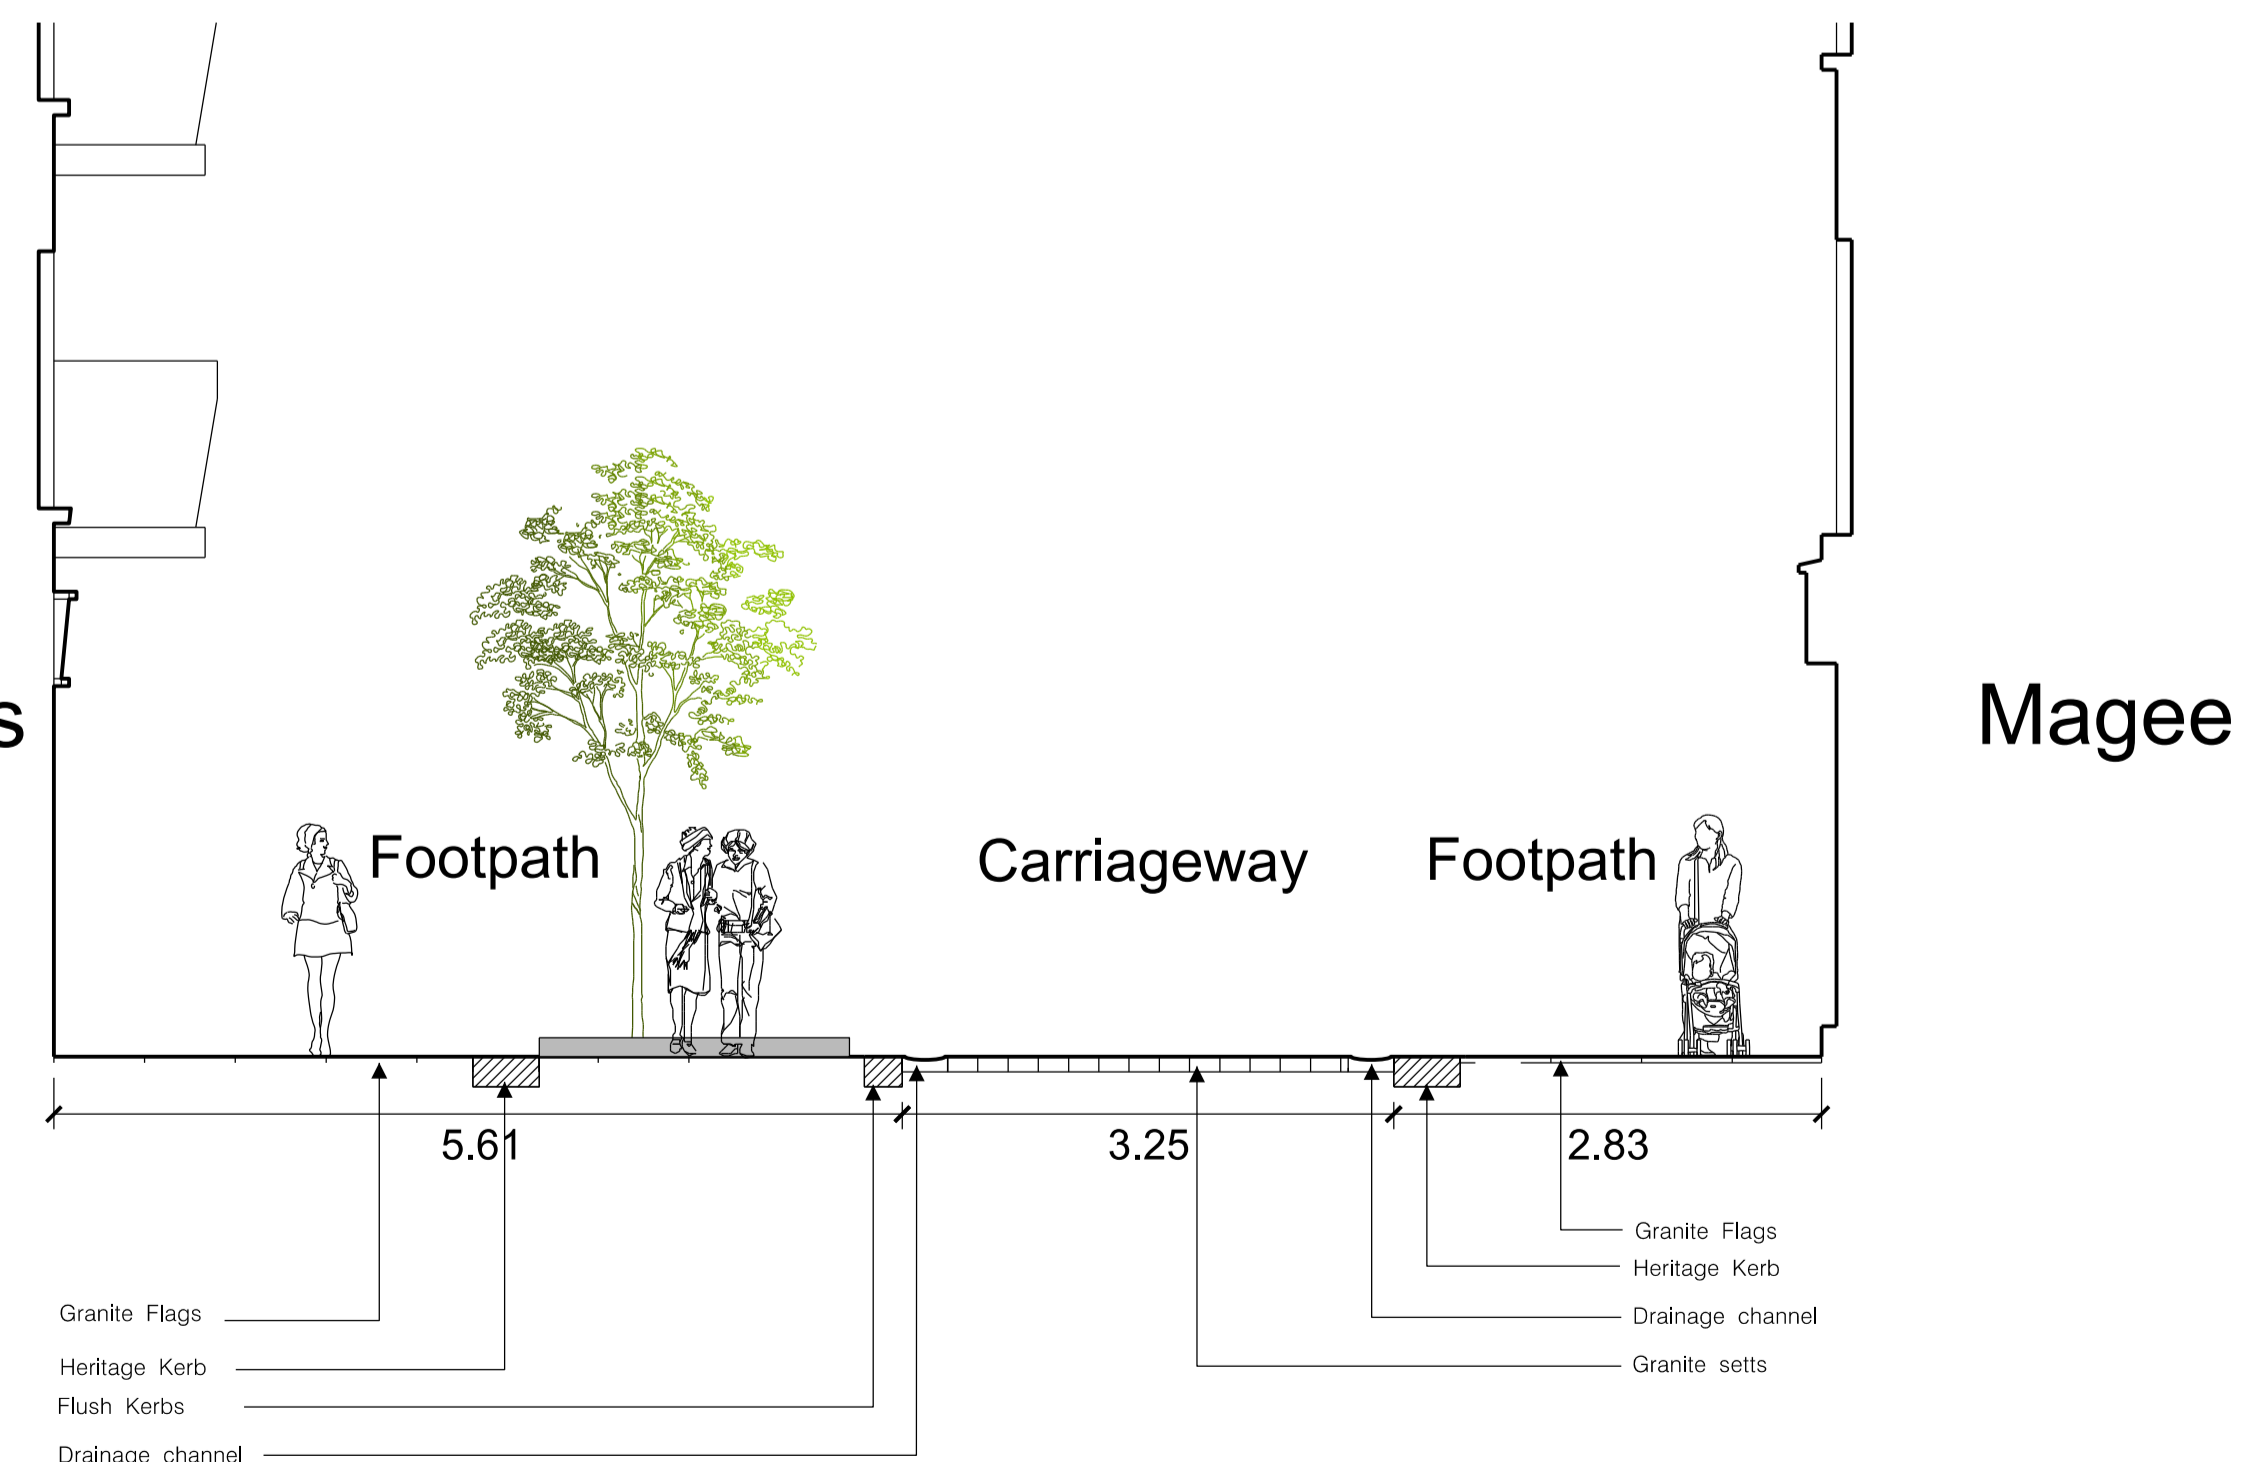 s
Magee
Footpath
Carriageway
Footpath
5.61
3.25
2.83
Granite Flags
Heritage Kerb
Drainage channel
Granite setts
Granite Flags
Heritage Kerb
Flush Kerbs
Drainage channel